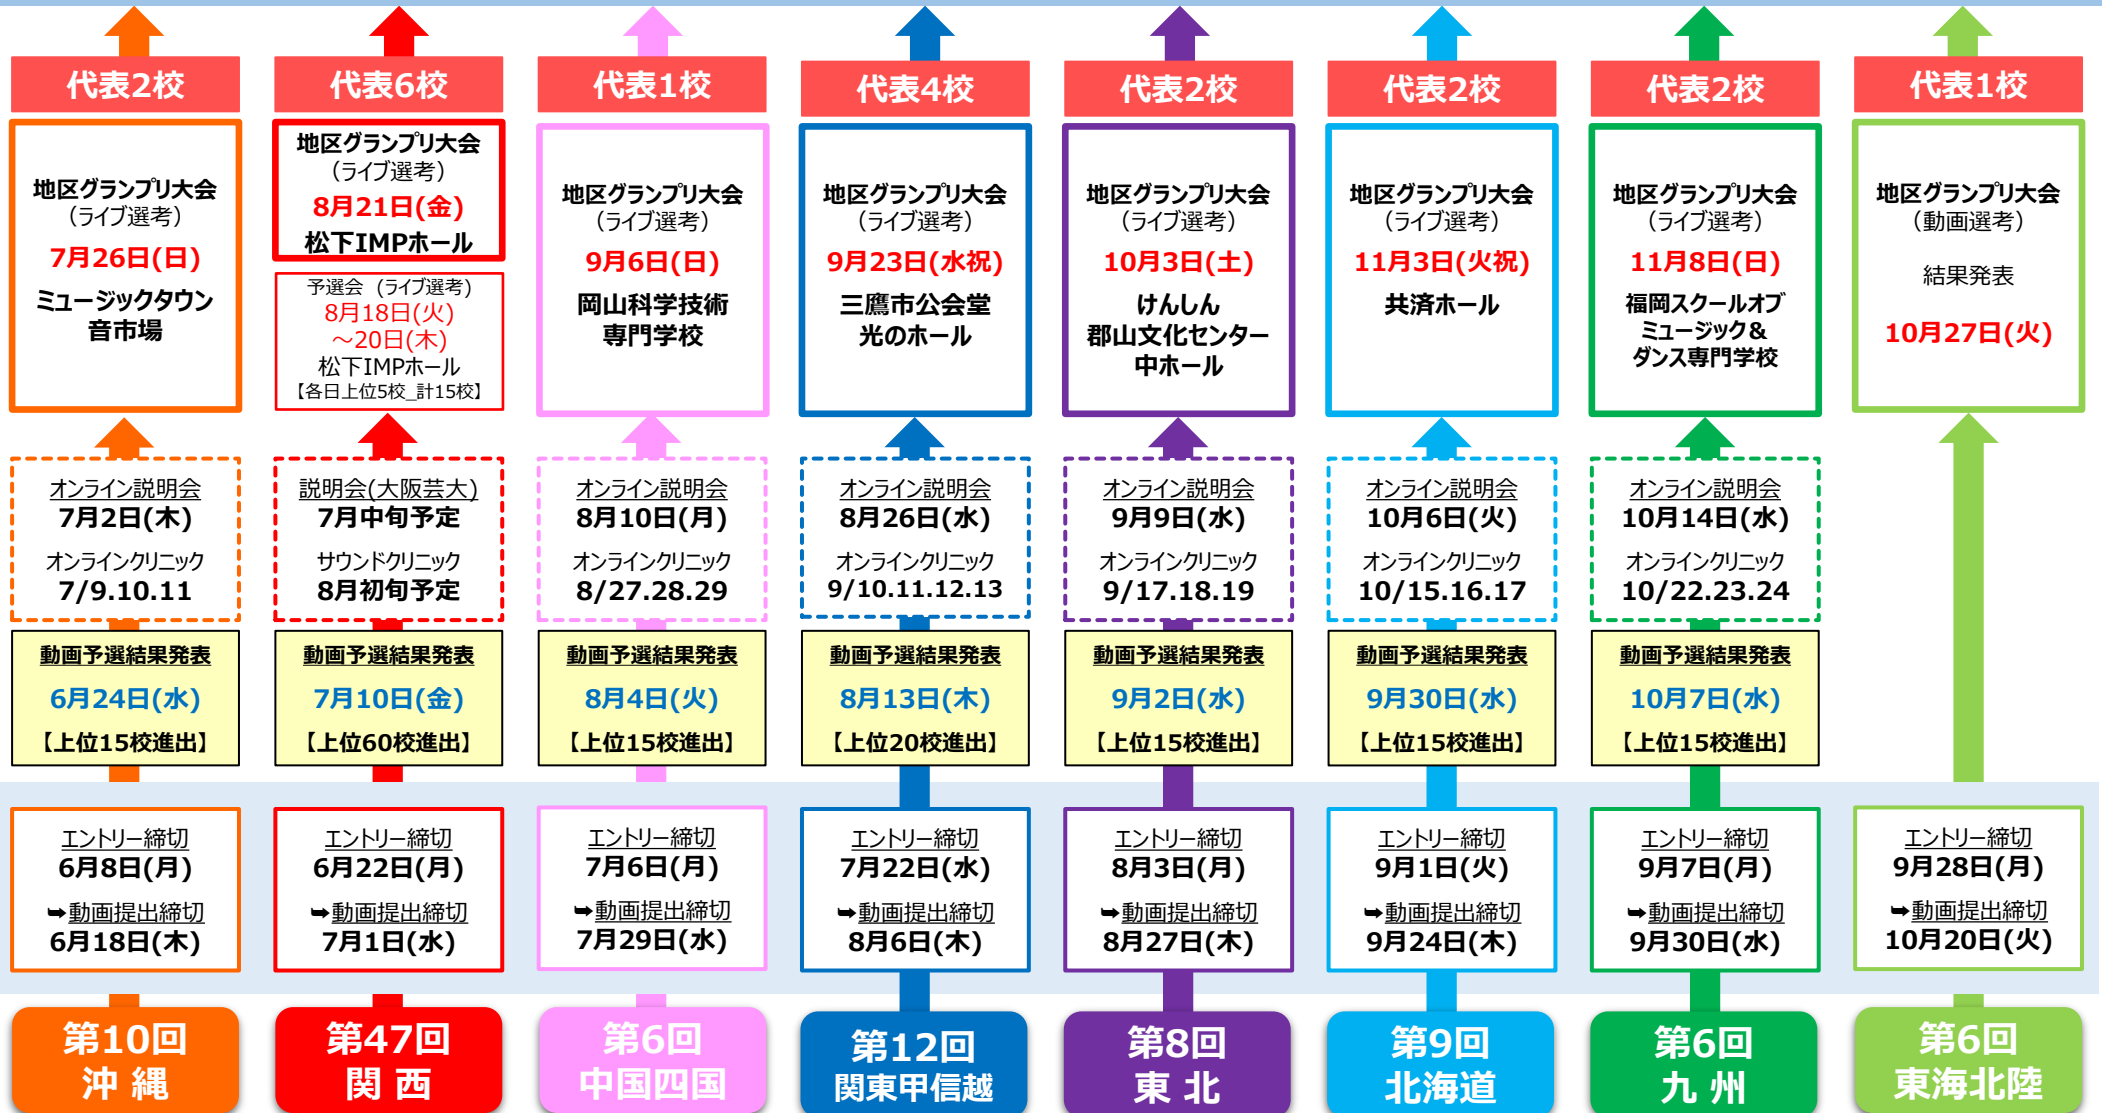 代表2校
地区グランプリ大会
(ライブ選考)
7月26日(日)
ミュージックタウン
音市場
オンライン説明会
7月2日(木)
オンラインクリニック
7/9.10.11
動画予選結果発表
6月24日(水)
【上位15校進出】
エントリー締切
6月8日(月)
➥動画提出締切
6月18日(木)
第10回
沖 縄
代表6校
地区グランプリ大会
(ライブ選考)
8月21日(金)
松下IMPホール
予選会 (ライブ選考)
8月18日(火)
～20日(木)
松下IMPホール
【各日上位5校_計15校】
説明会(大阪芸大)
7月中旬予定
サウンドクリニック
8月初旬予定
動画予選結果発表
7月10日(金)
【上位60校進出】
エントリー締切
6月22日(月)
➥動画提出締切
7月1日(水)
第47回
関 西
代表1校
地区グランプリ大会
(ライブ選考)
9月6日(日)
岡山科学技術
専門学校
オンライン説明会
8月10日(月)
オンラインクリニック
8/27.28.29
動画予選結果発表
8月4日(火)
【上位15校進出】
エントリー締切
7月6日(月)
➥動画提出締切
7月29日(水)
第6回
中国四国
代表4校
地区グランプリ大会
(ライブ選考)
9月23日(水祝)
三鷹市公会堂
光のホール
オンライン説明会
8月26日(水)
オンラインクリニック
9/10.11.12.13
動画予選結果発表
8月13日(木)
【上位20校進出】
エントリー締切
7月22日(水)
➥動画提出締切
8月6日(木)
第12回
関東甲信越
代表2校
地区グランプリ大会
(ライブ選考)
10月3日(土)
けんしん
郡山文化センター
中ホール
オンライン説明会
9月9日(水)
オンラインクリニック
9/17.18.19
動画予選結果発表
9月2日(水)
【上位15校進出】
エントリー締切
8月3日(月)
➥動画提出締切
8月27日(木)
第8回
東 北
代表2校
地区グランプリ大会
(ライブ選考)
11月3日(火祝)
共済ホール
オンライン説明会
10月6日(火)
オンラインクリニック
10/15.16.17
動画予選結果発表
9月30日(水)
【上位15校進出】
エントリー締切
9月1日(火)
➥動画提出締切
9月24日(木)
第9回
北海道
代表2校
地区グランプリ大会
(ライブ選考)
11月8日(日)
福岡スクールオブ
ミュージック&
ダンス専門学校
オンライン説明会
10月14日(水)
オンラインクリニック
10/22.23.24
動画予選結果発表
10月7日(水)
【上位15校進出】
エントリー締切
9月7日(月)
➥動画提出締切
9月30日(水)
第6回
九 州
代表1校
地区グランプリ大会
(動画選考)
結果発表
10月27日(火)
エントリー締切
9月28日(月)
➥動画提出締切
10月20日(火)
第6回
東海北陸